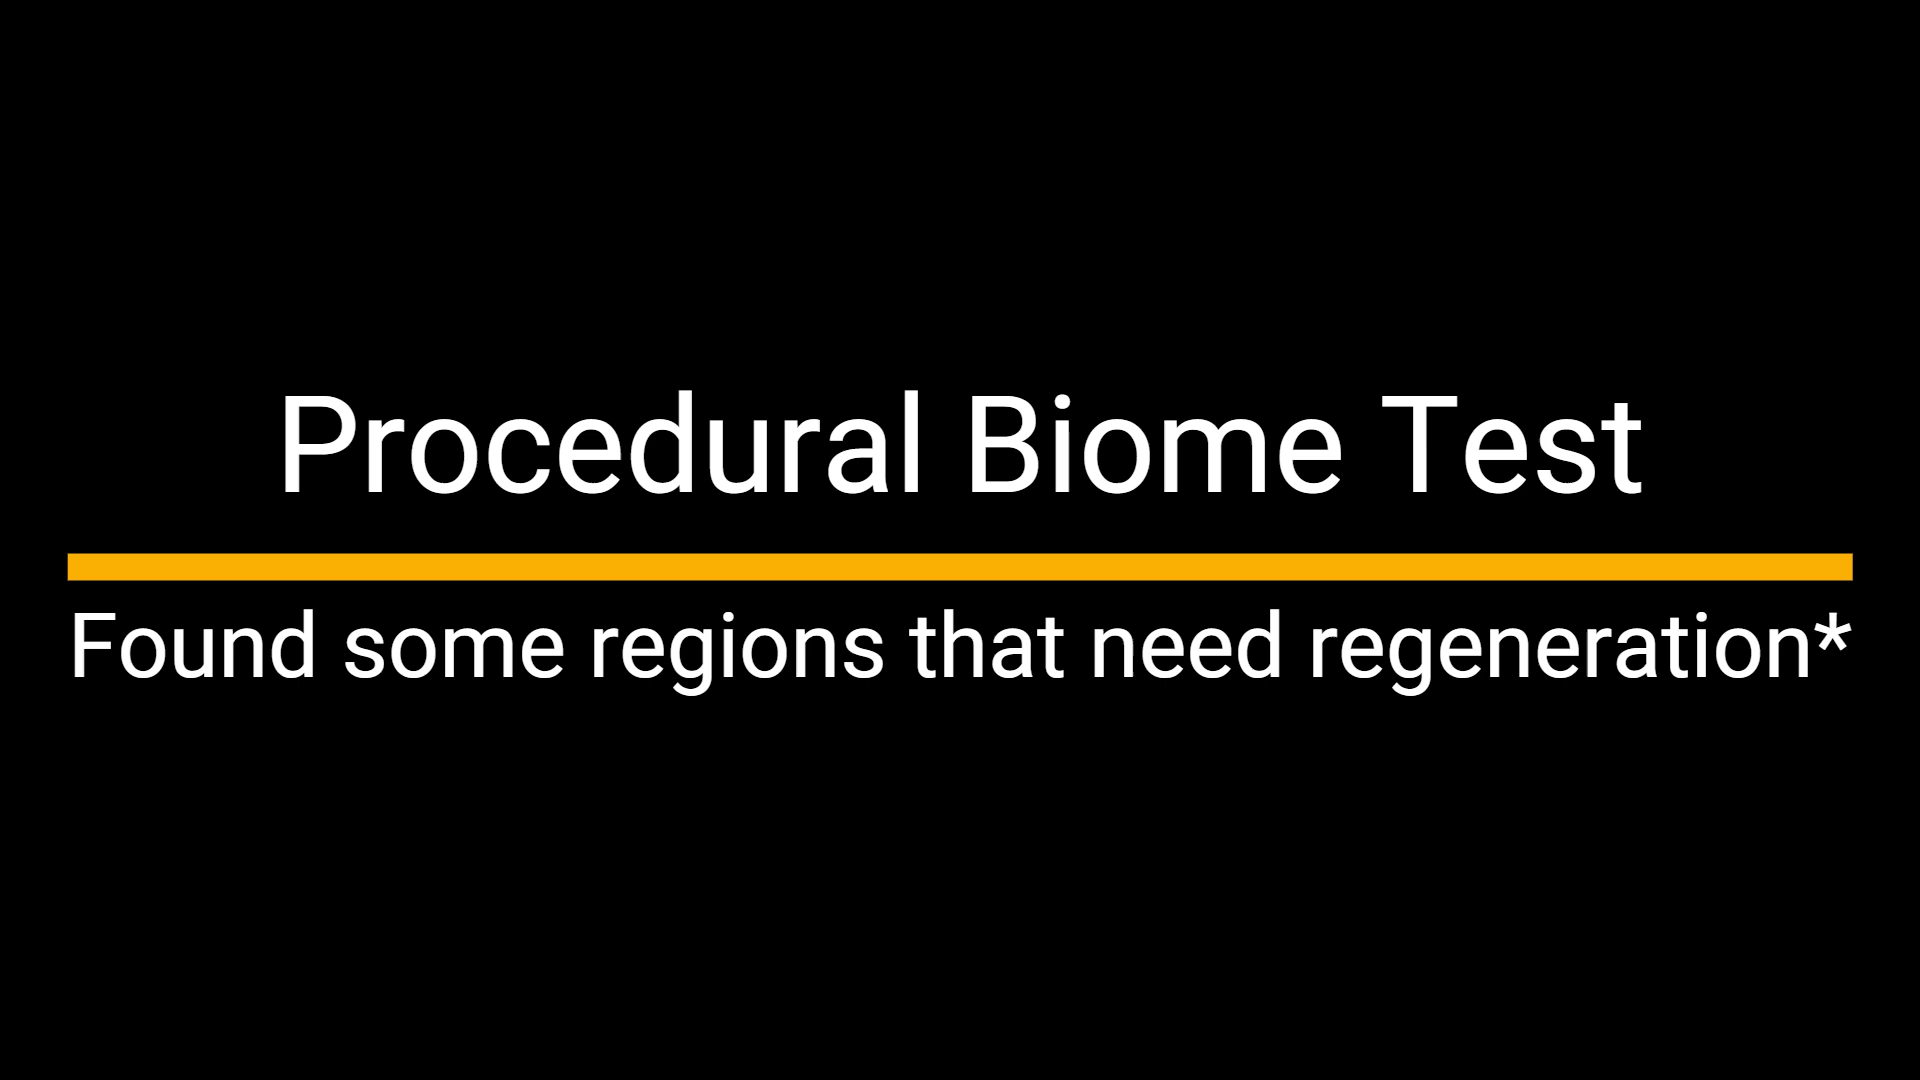 Procedural Biome Test
Found some regions that need regeneration*